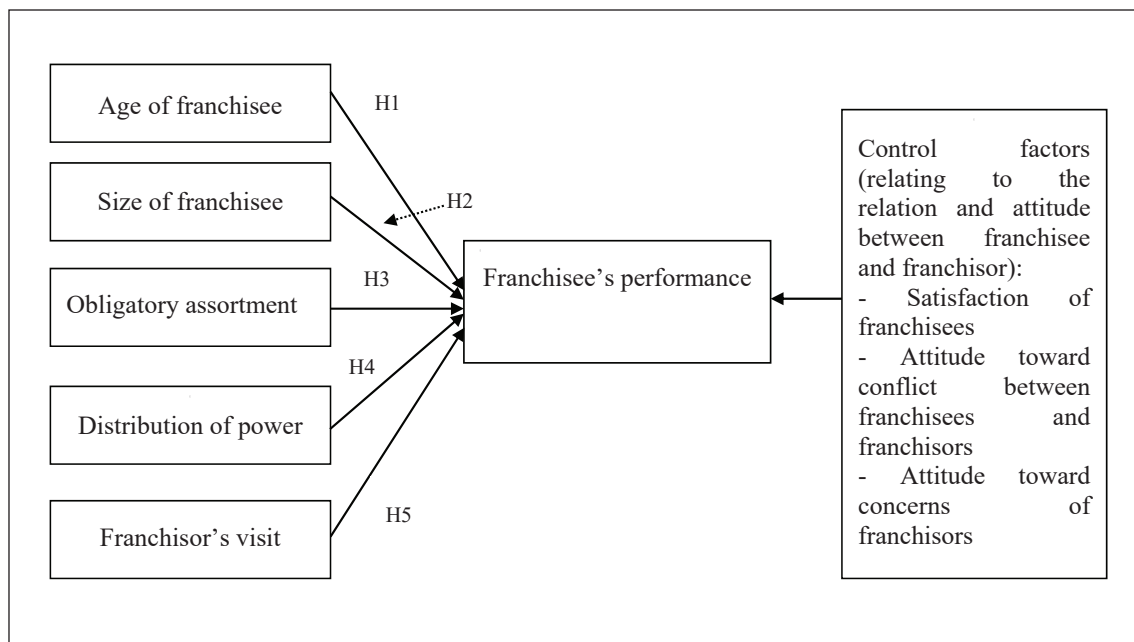 Age of franchisee
H1
Size of franchisee
H2
Obligatory assortment
H3
Distribution of power
H4
Franchisor’s visit
H5
Franchisee’s performance
Control factors
(relating to the
relation and attitude
between franchisee
and franchisor):
- Satisfaction of
franchisees
- Attitude toward
conflict between
franchisees and
franchisors
- Attitude toward
concerns of
franchisors